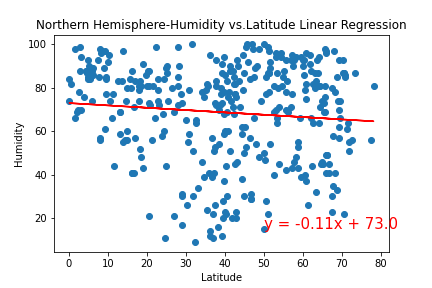 Northern Hemisphere-Humidity vs.Latitude Linear Regression
100
80
60
40
20
Humidity
y = -0.11x + 73.0
0 10 20 30 40 50 60 70 80
Latitude